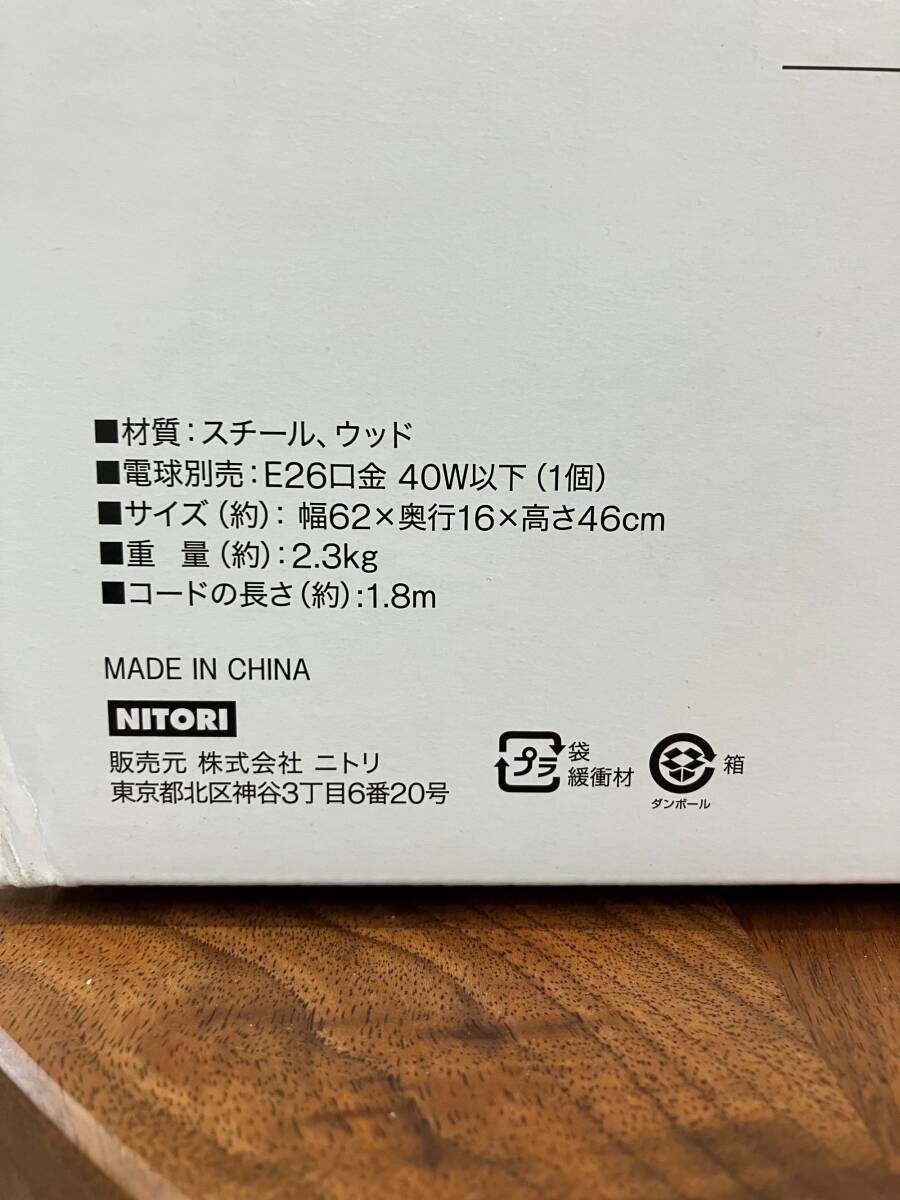 ■材質：スチール、ウッド
■電球別売：E26口金 40W以下（1個）
■サイズ（約）： 幅62×奥行16×高さ46cm
■重　量（約）：2.3kg
■コードの長さ（約）：1.8m
MADE IN CHINA
NITORI
販売元 株式会社 ニトリ
東京都北区神谷3丁目6番20号
プラ
袋
緩衝材
ダンボール
箱